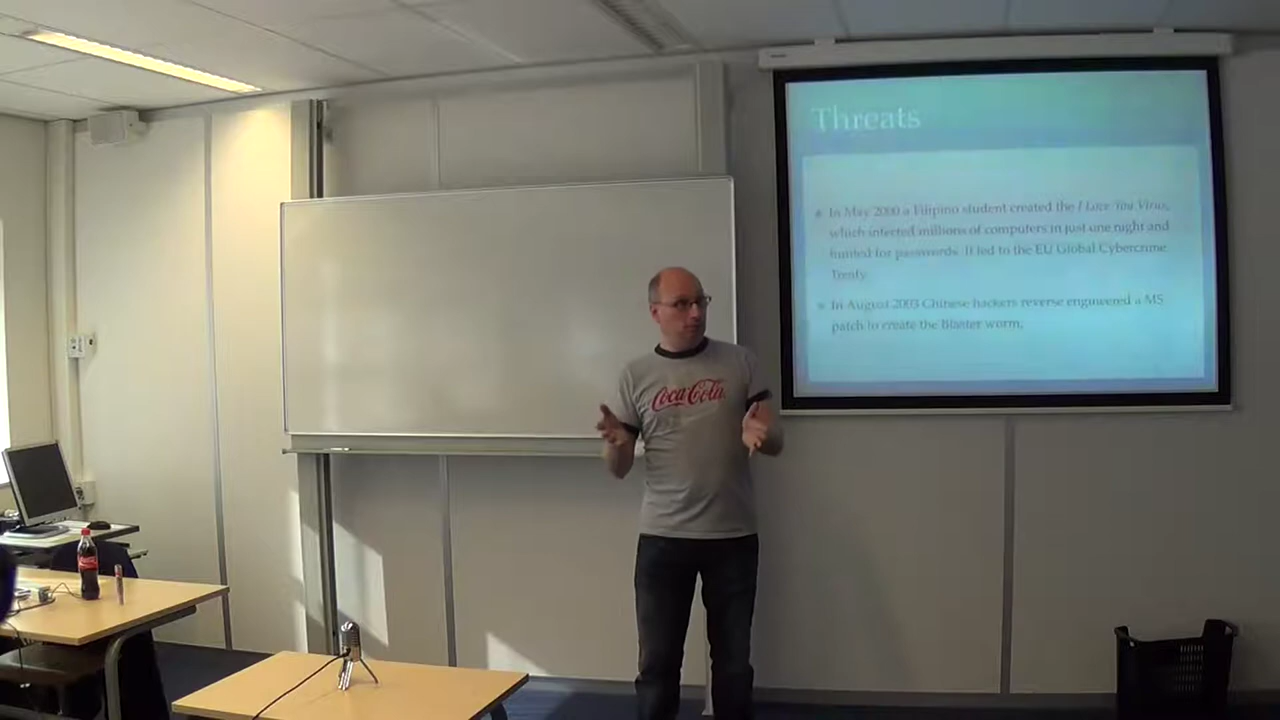 Threats
In May 2000 a Filipino student created the I Love You Virus,
which infected millions of computers in just one night and
hunted for passwords. It led to the EU Global Cybercrime
Treaty.
In August 2003 Chinese hackers reverse engineered a MS
patch to create the Blaster worm.
Coca-Cola